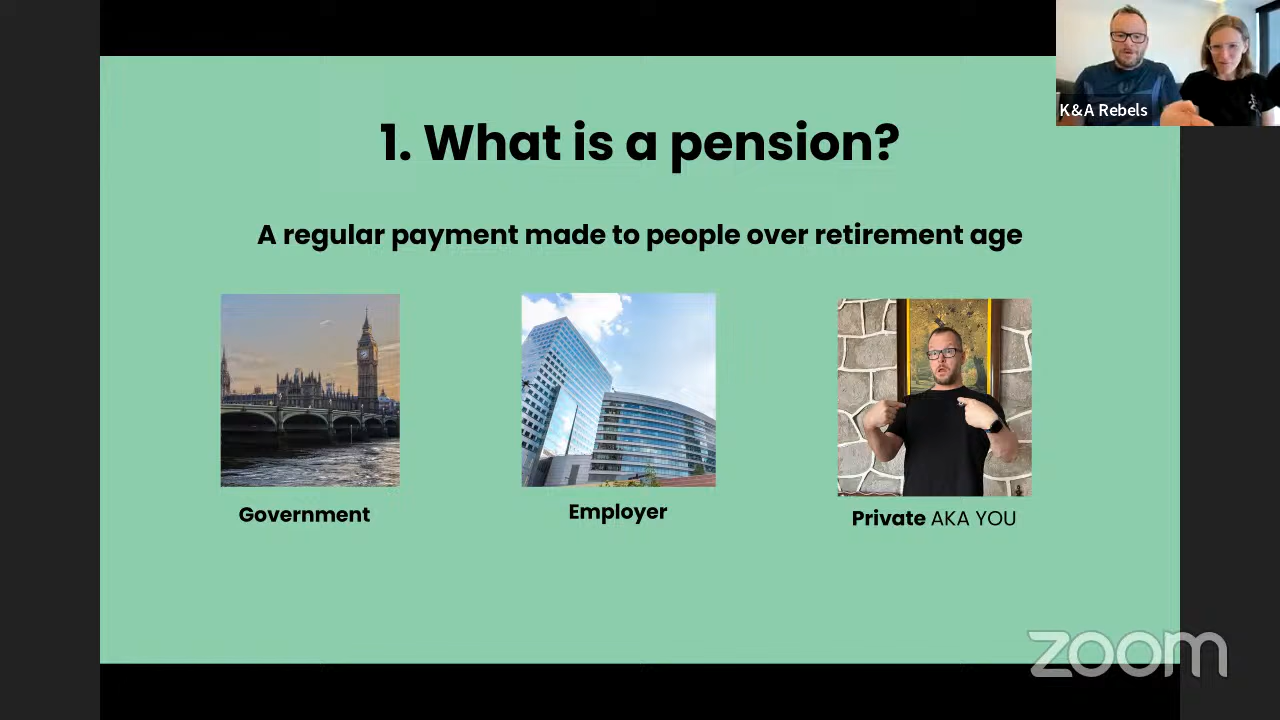 K&A Rebels
1. What is a pension?
A regular payment made to people over retirement age
Government
Employer
Private AKA YOU
zoom